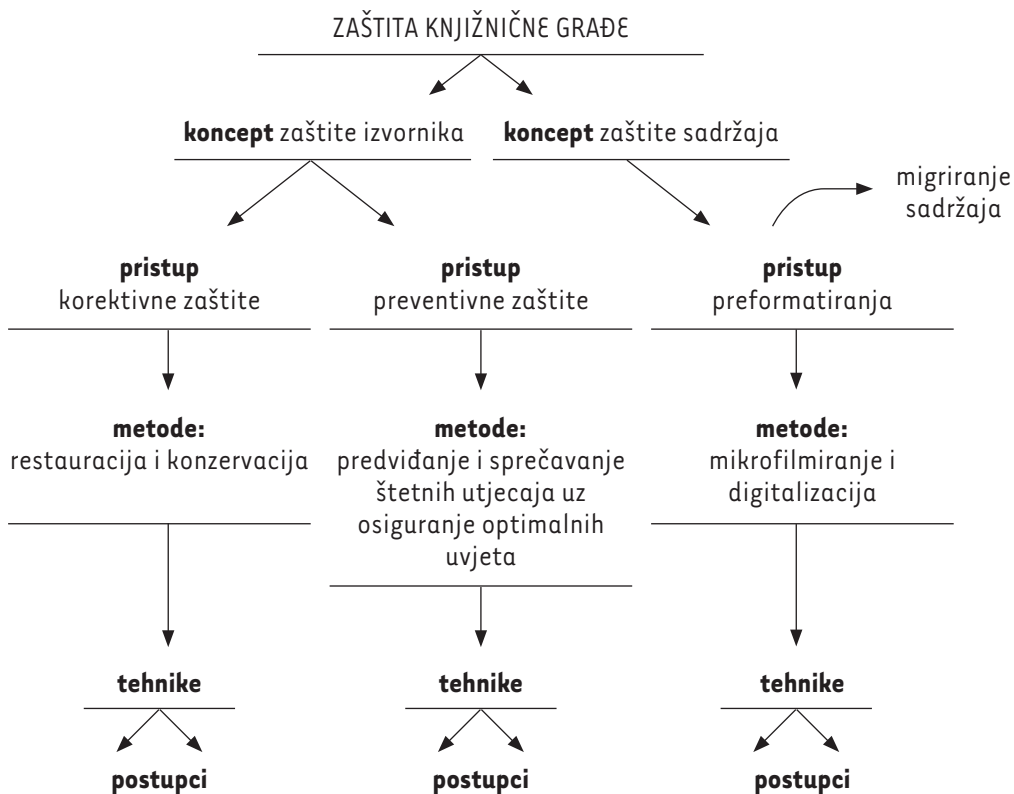 ZAŠTITA KNJIŽNIČNE GRAĐE
koncept zaštite izvornika
koncept zaštite sadržaja
migriranje
sadržaja
pristup
korektivne zaštite
pristup
preventivne zaštite
pristup
preformatiranja
metode:
restauracija i konzervacija
metode:
predviđanje i sprečavanje
štetnih utjecaja uz
osiguranje optimalnih
uvjeta
metode:
mikrofilmiranje i
digitalizacija
tehnike
tehnike
tehnike
postupci
postupci
postupci